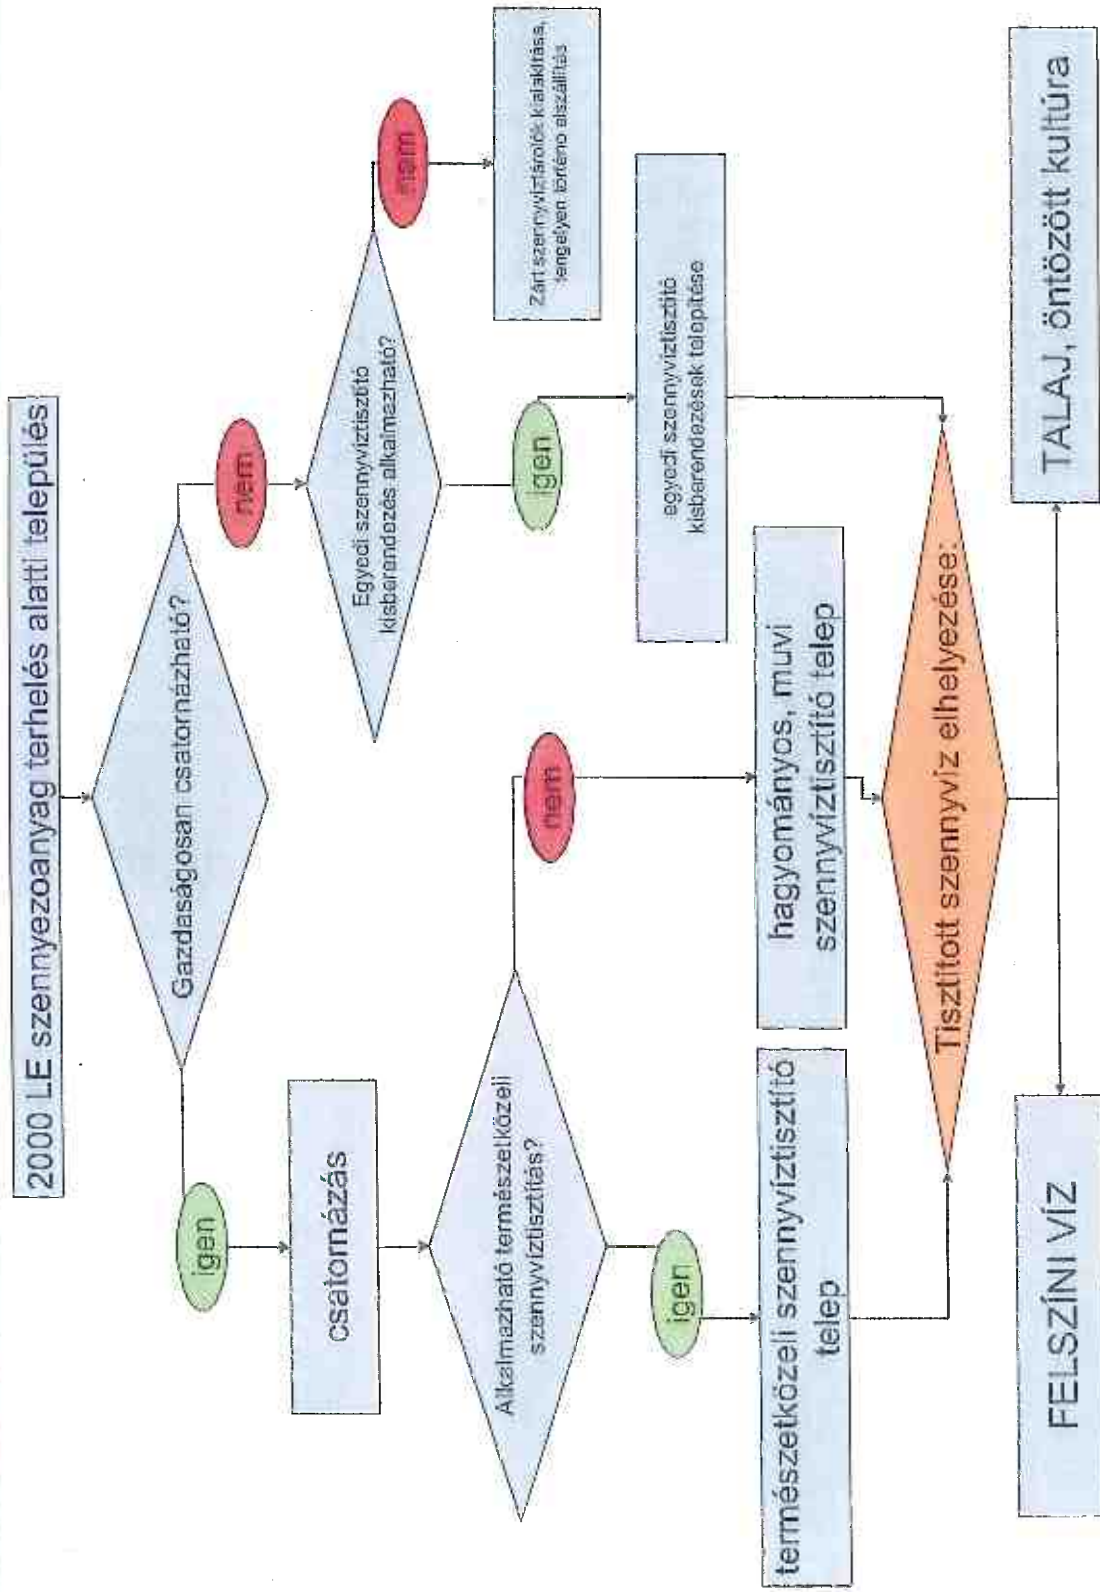 2000 LE szennyezoanyag terhelés alatti település
Gazdaságosan csatornázható?
igen
nem
csatornázás
Egyedi szennyvíztisztító
kisberendezés alkalmazható?
nem
Zárt szennyvíztárolók kialakítása,
tengelyen történo elszállítás
igen
egyedi szennyvíztisztító
kisberendezések telepítése
Alkalmazható természetközeli
szennyvíztisztítás?
igen
nem
természetközeli szennyvíztisztító
telep
hagyományos, muvi
szennyvíztisztító telep
Tisztított szennyvíz elhelyezése:
FELSZÍNI VÍZ
TALAJ, öntözött kultúra